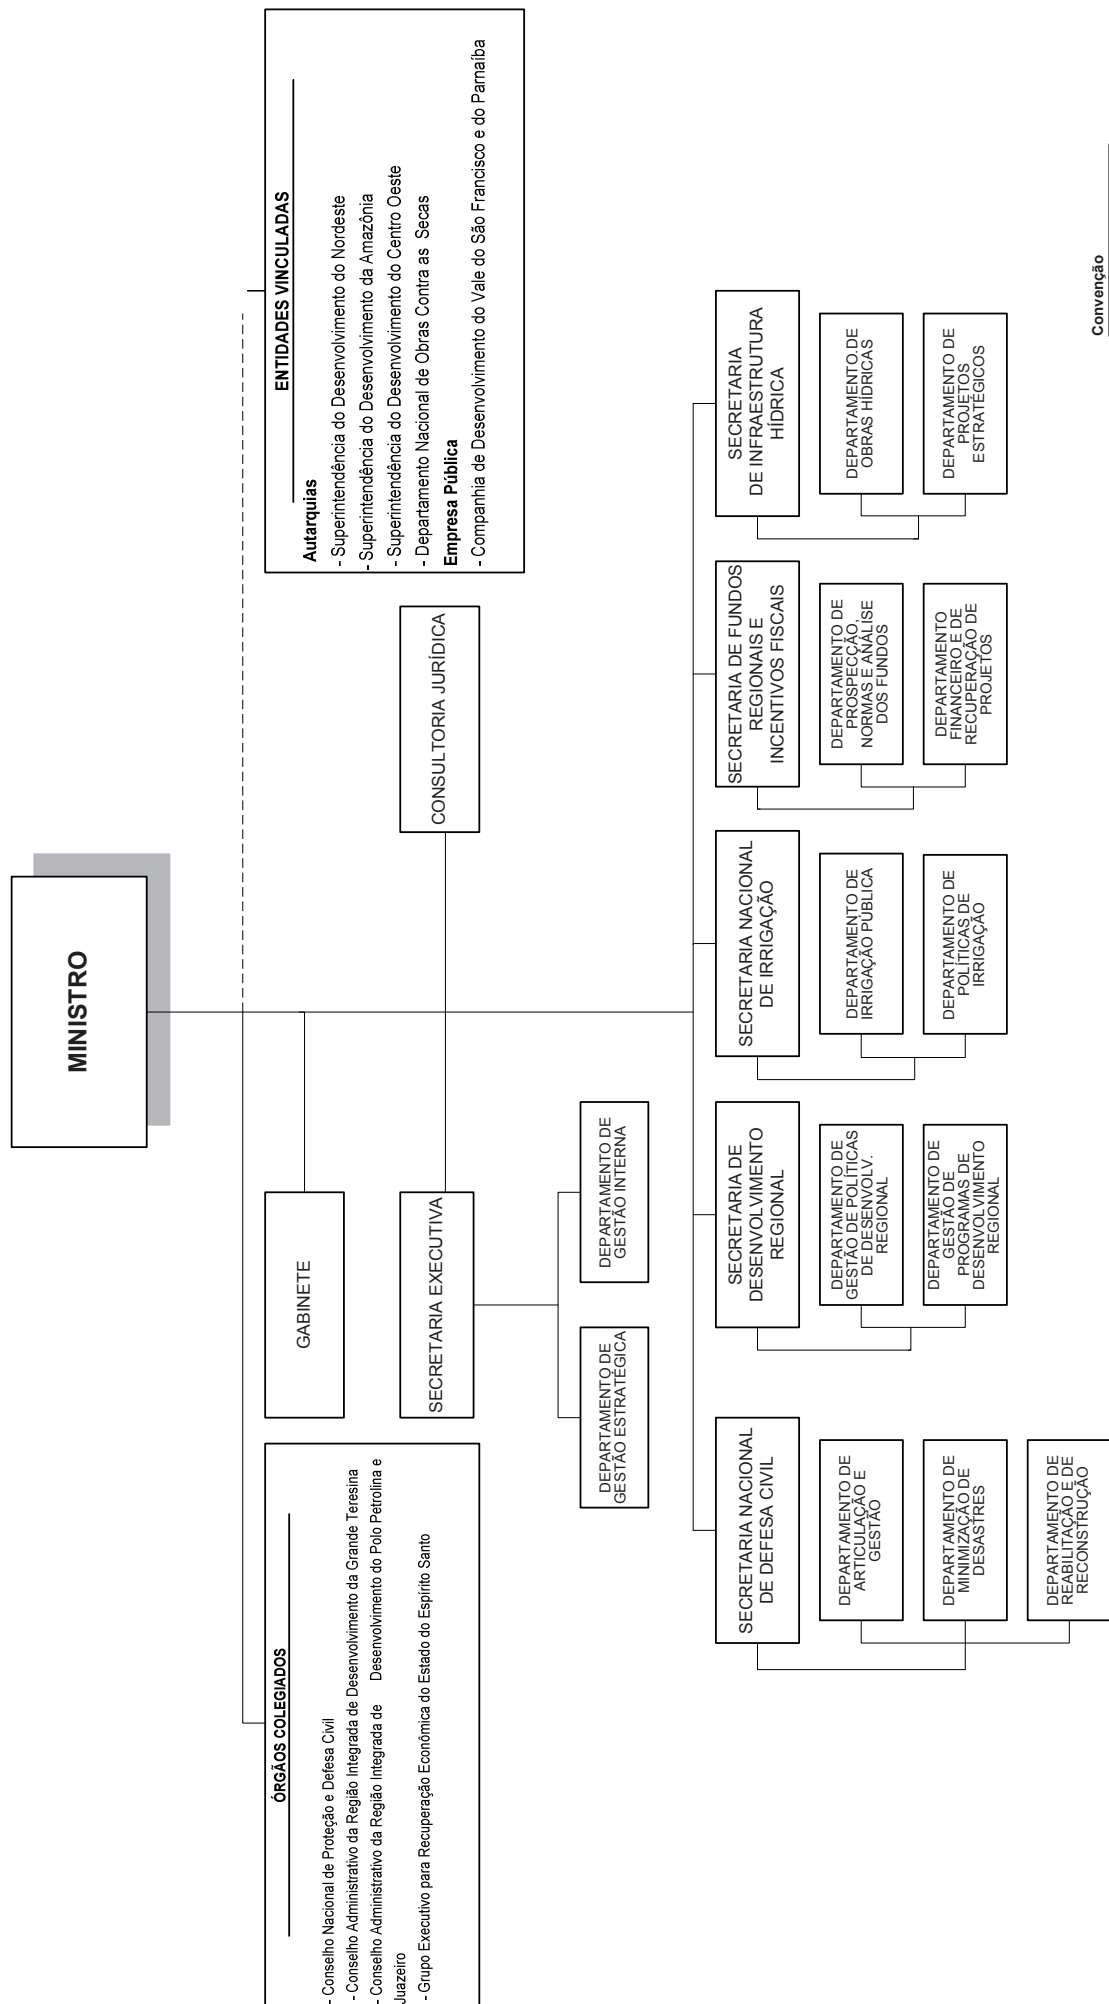 MINISTRO
ÓRGÃOS COLEGIADOS
- Conselho Nacional de Proteção e Defesa Civil
- Conselho Administrativo da Região Integrada de Desenvolvimento da Grande Teresina
- Conselho Administrativo da Região Integrada de Desenvolvimento do Polo Petrolina e
Juazeiro
- Grupo Executivo para Recuperação Econômica do Estado do Espírito Santo
GABINETE
ENTIDADES VINCULADAS
Autarquias
- Superintendência do Desenvolvimento do Nordeste
- Superintendência do Desenvolvimento da Amazônia
- Superintendência do Desenvolvimento do Centro Oeste
- Departamento Nacional de Obras Contra as Secas
Empresa Pública
- Companhia de Desenvolvimento do Vale do São Francisco e do Parnaíba
SECRETARIA EXECUTIVA
CONSULTORIA JURÍDICA
DEPARTAMENTO DE
GESTÃO ESTRATÉGICA
DEPARTAMENTO DE
GESTÃO INTERNA
SECRETARIA NACIONAL
DE DEFESA CIVIL
DEPARTAMENTO DE
ARTICULAÇÃO E
GESTÃO
DEPARTAMENTO DE
MINIMIZAÇÃO DE
DESASTRES
DEPARTAMENTO DE
REABILITAÇÃO E DE
RECONSTRUÇÃO
SECRETARIA DE
DESENVOLVIMENTO
REGIONAL
DEPARTAMENTO DE
GESTÃO DE POLÍTICAS
DE DESENVOLV.
REGIONAL
DEPARTAMENTO DE
GESTÃO DE
PROGRAMAS DE
DESENVOLVIMENTO
REGIONAL
SECRETARIA NACIONAL
DE IRRIGAÇÃO
DEPARTAMENTO DE
IRRIGAÇÃO PÚBLICA
DEPARTAMENTO DE
POLÍTICAS DE
IRRIGAÇÃO
SECRETARIA DE FUNDOS
REGIONAIS E
INCENTIVOS FISCAIS
DEPARTAMENTO DE
PROSPECÇÃO,
NORMAS E ANÁLISE
DOS FUNDOS
DEPARTAMENTO
FINANCEIRO E DE
RECUPERAÇÃO DE
PROJETOS
SECRETARIA
DE INFRAESTRUTURA
HÍDRICA
DEPARTAMENTO.DE
OBRAS HÍDRICAS
DEPARTAMENTO DE
PROJETOS
ESTRATÉGICOS
Convenção